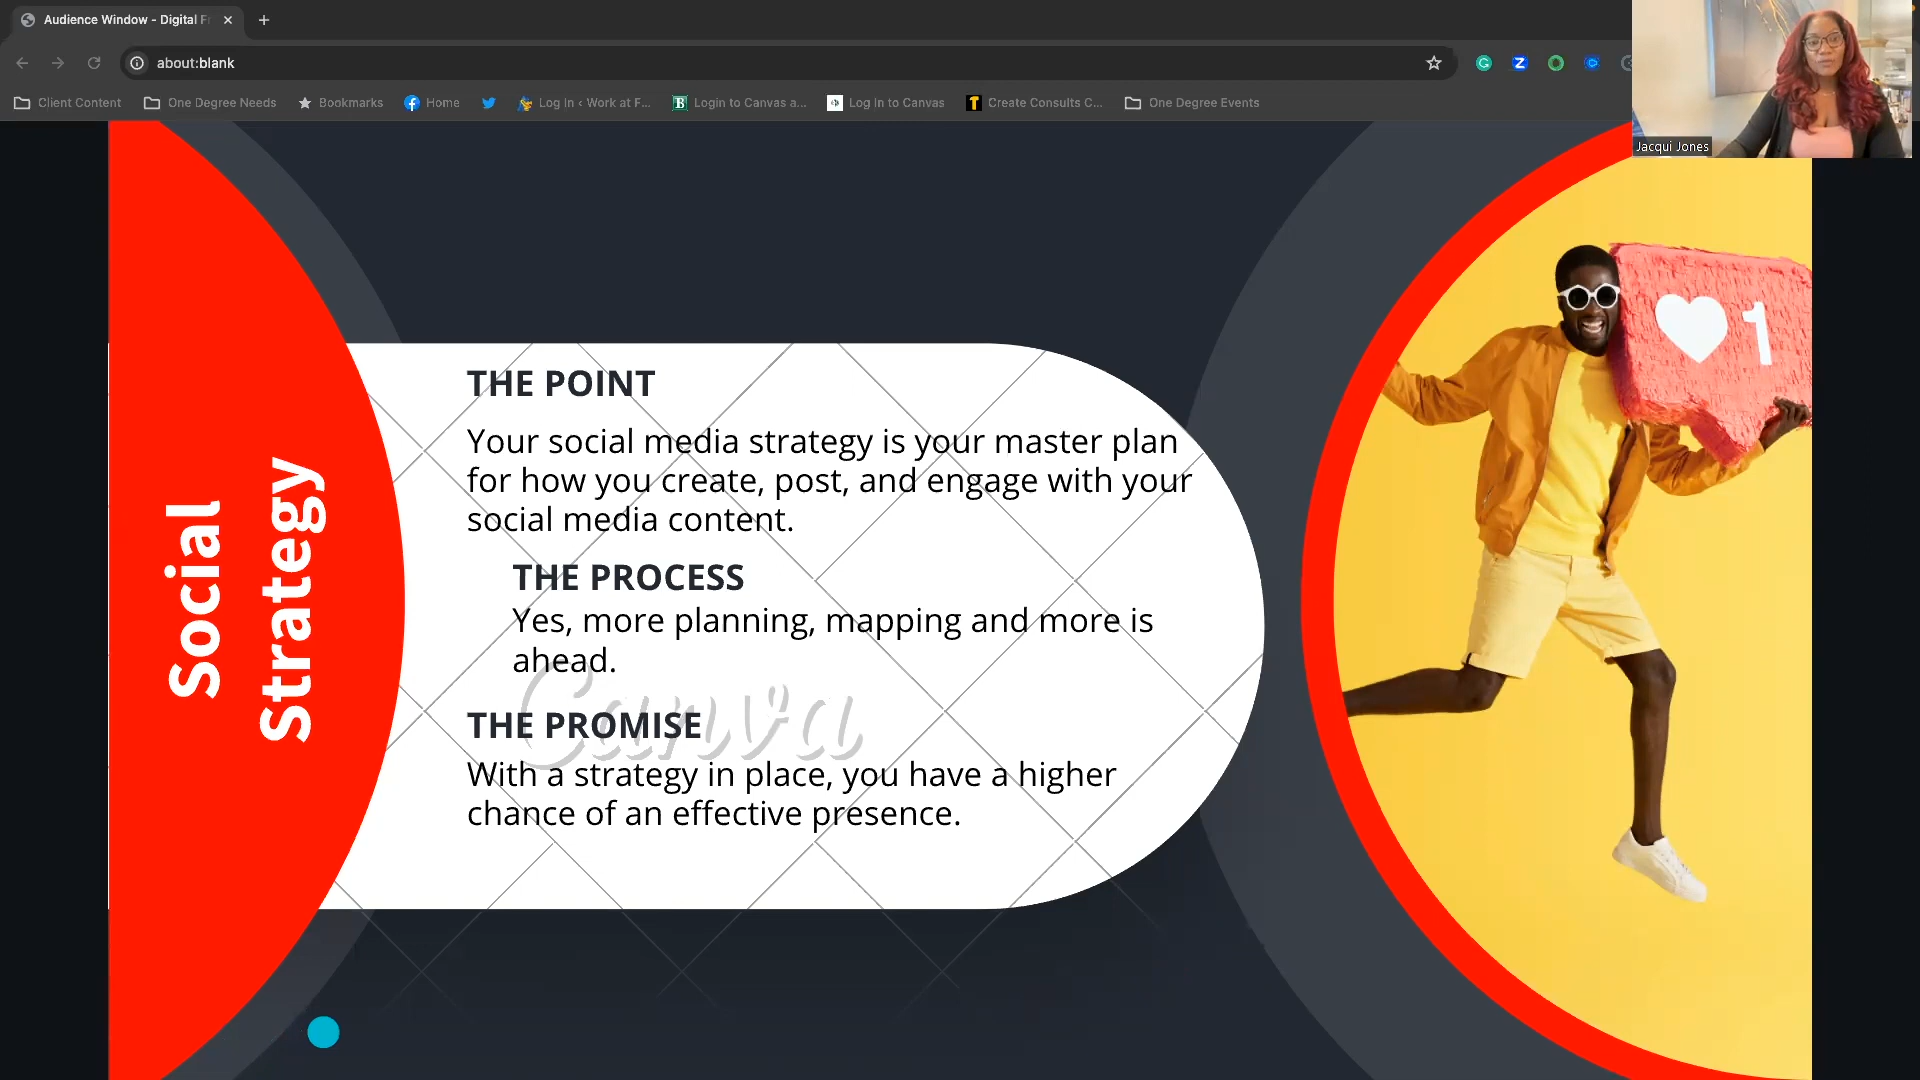 Audience Window - Digital Fr
about:blank
Client Content
One Degree Needs
Bookmarks
Home
Log In ‹ Work at F...
Login to Canvas a...
Log In to Canvas
Create Consults C...
One Degree Events
Jacqui Jones
Social
Strategy
THE POINT
Your social media strategy is your master plan
for how you create, post, and engage with your
social media content.
THE PROCESS
Yes, more planning, mapping and more is
ahead.
THE PROMISE
With a strategy in place, you have a higher
chance of an effective presence.
Canva
1